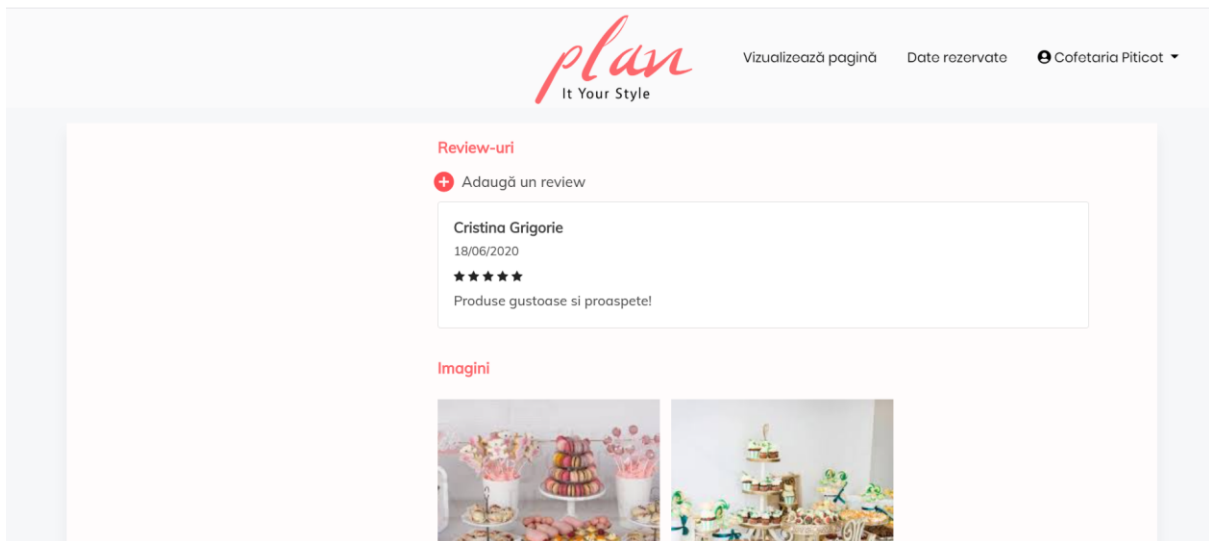 plan
It Your Style
Vizualizează pagină Date rezervate Cofetaria Piticot
Review-uri
Adaugă un review
Cristina Grigorie
18/06/2020
Produse gustoase si proaspete!
Imagini